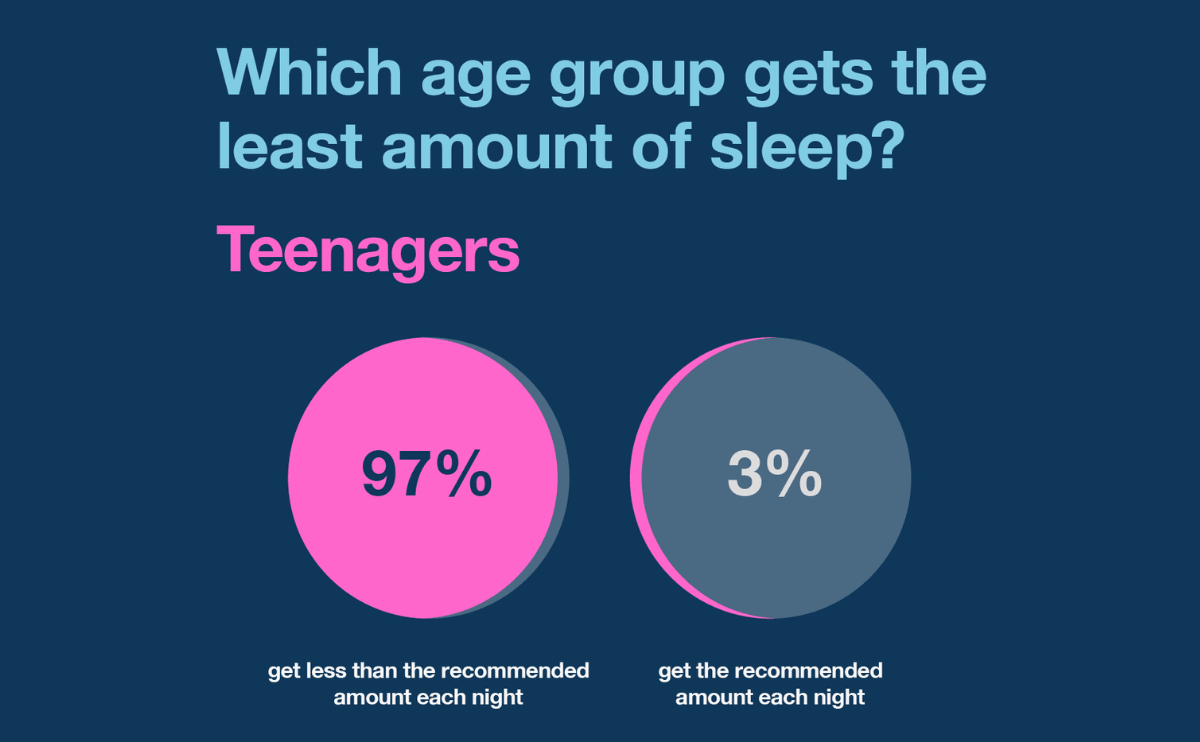 Which age group gets the
least amount of sleep?
Teenagers
97%
3%
get less than the recommended
amount each night
get the recommended
amount each night